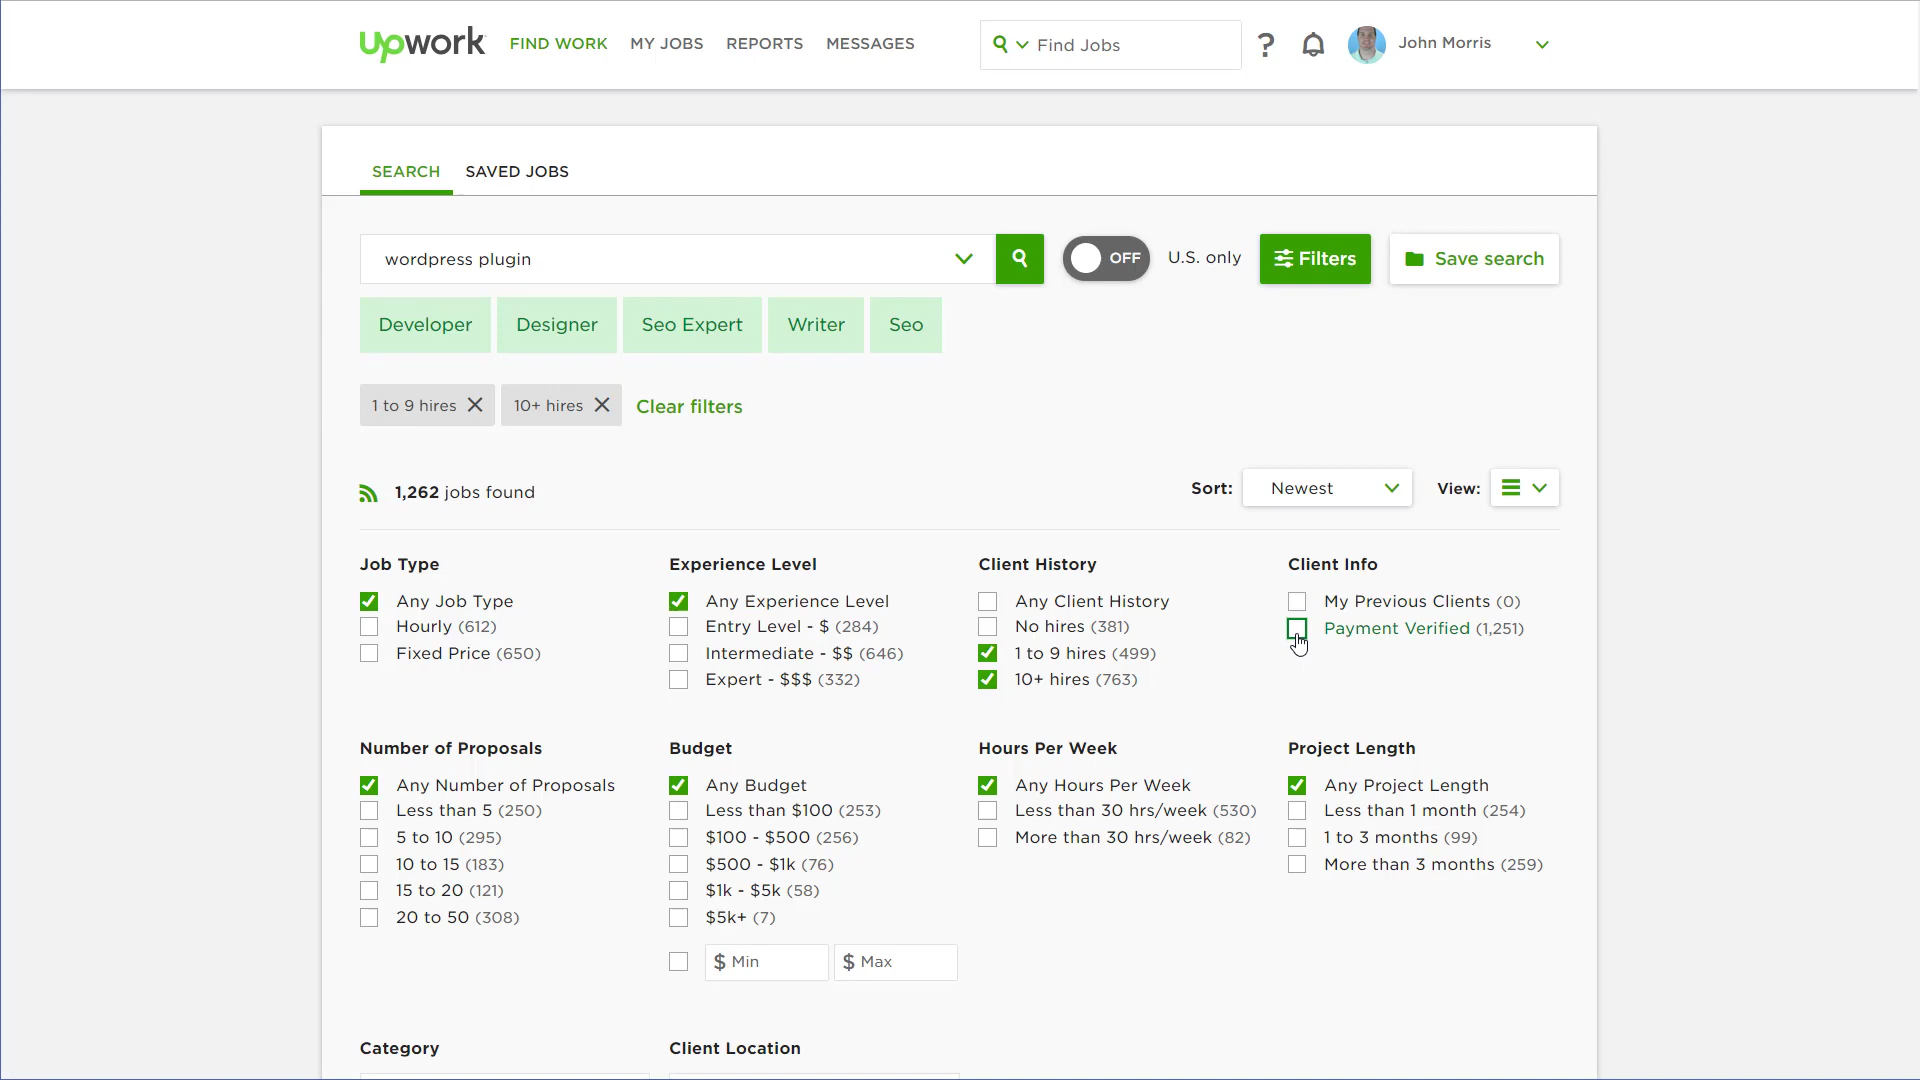 Upwork FIND WORK MY JOBS REPORTS MESSAGES Find Jobs ? John Morris
SEARCH SAVED JOBS
wordpress plugin OFF U.S. only Filters Save search
Developer Designer Seo Expert Writer Seo
1 to 9 hires 10+ hires Clear filters
1,262 jobs found Sort: Newest View:
Job Type Experience Level Client History Client Info
Any Job Type Any Experience Level Any Client History My Previous Clients (0)
Hourly (612) Entry Level - $ (284) No hires (381) Payment Verified (1,251)
Fixed Price (650) Intermediate - $$ (646) 1 to 9 hires (499)
Expert - $$$ (332) 10+ hires (763)
Number of Proposals Budget Hours Per Week Project Length
Any Number of Proposals Any Budget Any Hours Per Week Any Project Length
Less than 5 (250) Less than $100 (253) Less than 30 hrs/week (530) Less than 1 month (254)
5 to 10 (295) $100 - $500 (256) More than 30 hrs/week (82) 1 to 3 months (99)
10 to 15 (183) $500 - $1k (76) More than 3 months (259)
15 to 20 (121) $1k - $5k (58)
20 to 50 (308) $5k+ (7)
$ Min $ Max
Category Client Location